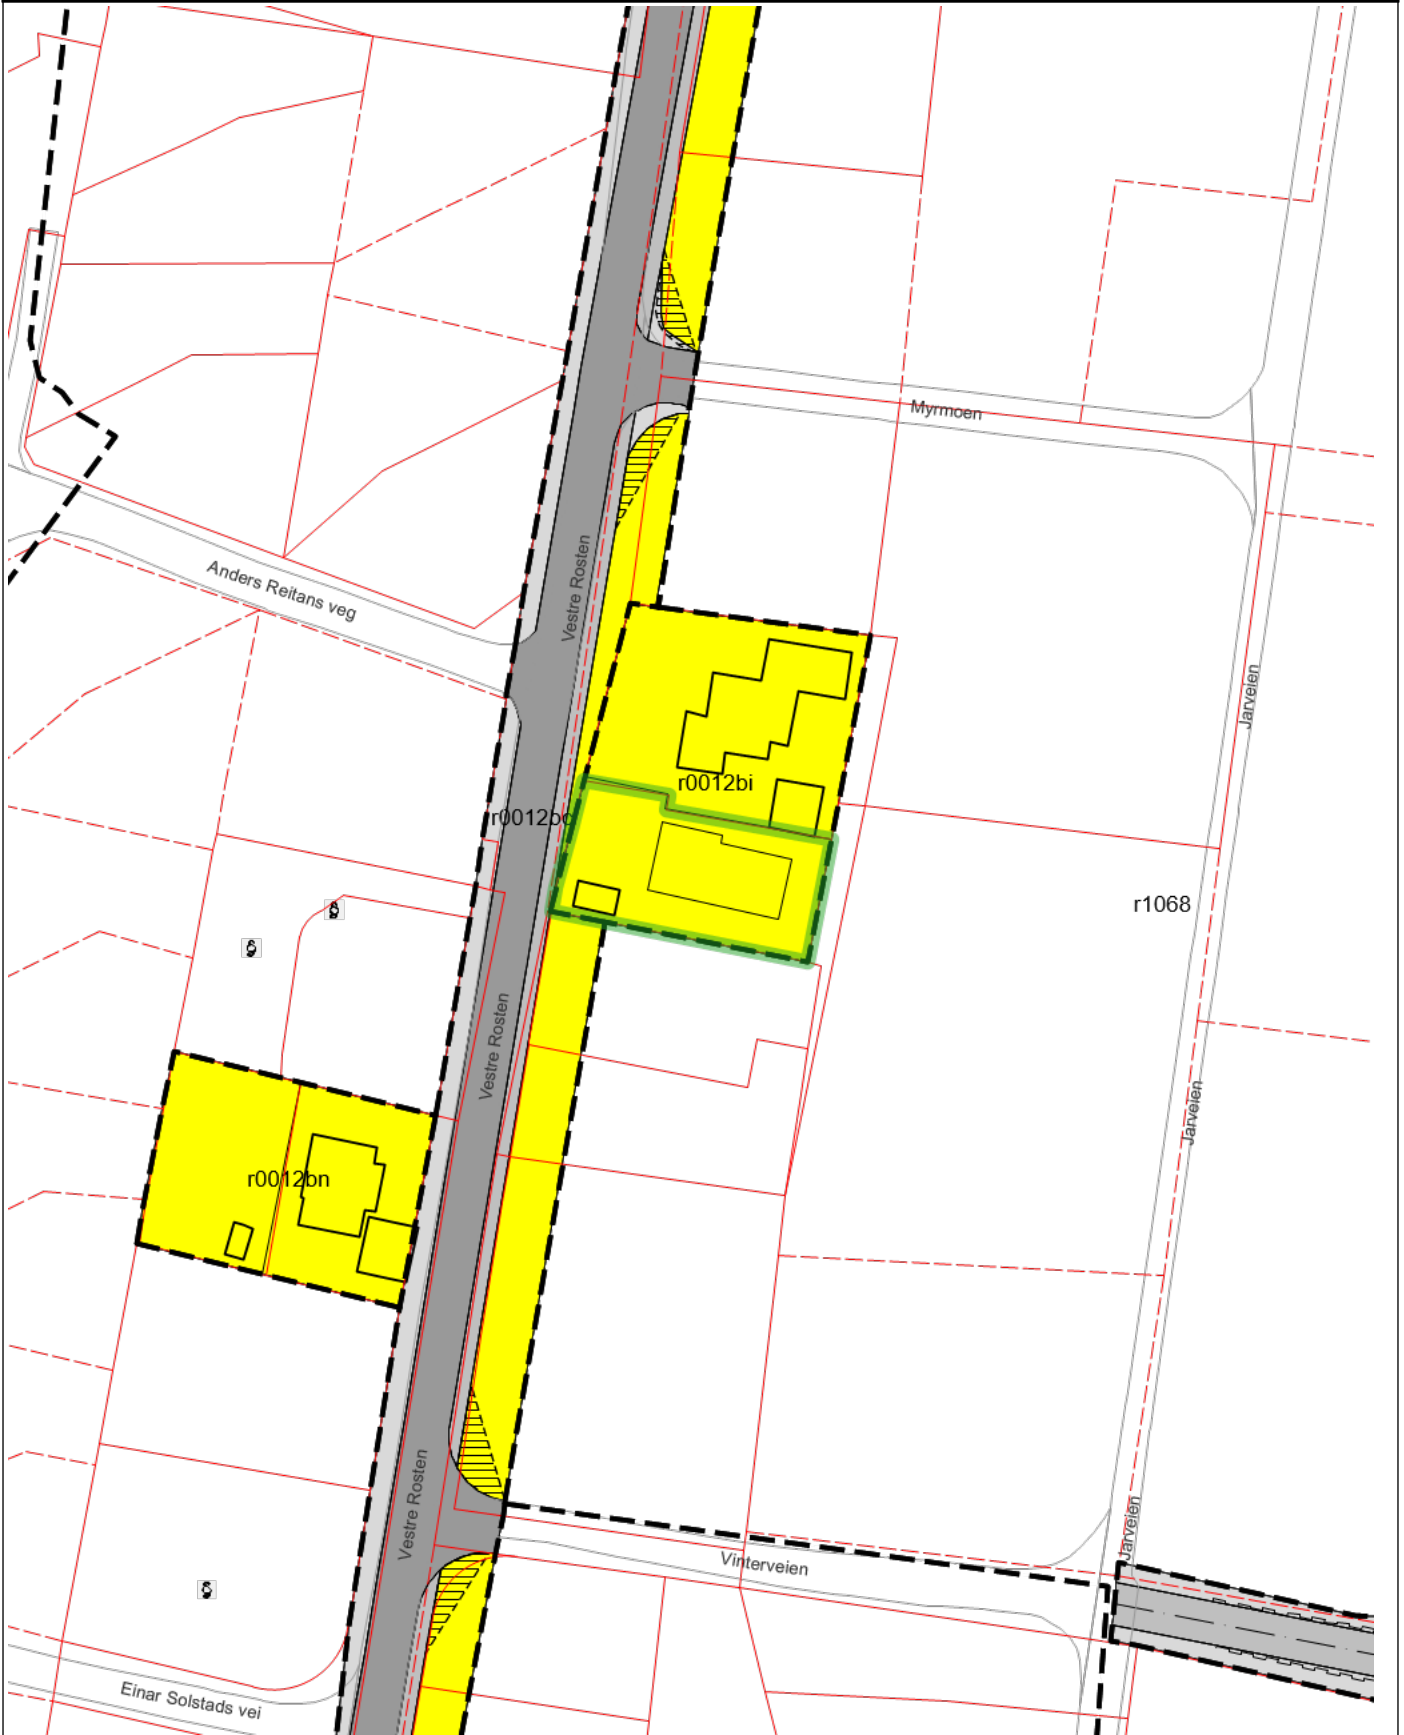 Myrmoen
Anders Reitans veg
Vestre Rosten
Jarveien
r0012bi
r0012bo
r1068
Vestre Rosten
Jarveien
r0012bn
Vestre Rosten
Jarveien
Vinterveien
Einar Solstads vei